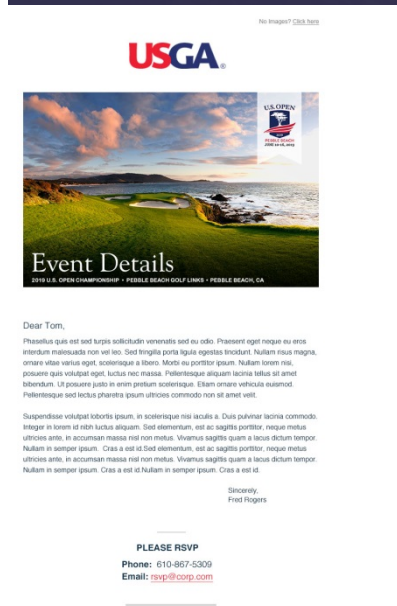 No Images? Click here
USGA®
U.S. OPEN
PEBBLE BEACH
Event Details
2019 U.S. OPEN CHAMPIONSHIP • PEBBLE BEACH GOLF LINKS • PEBBLE BEACH, CA
Dear Tom,
Phasellus quis est sed turpis sollicitudin venenatis sed eu odio. Praesent eget neque eu eros
interdum malesuada non vel leo. Sed fringilla porta ligula egestas tincidunt. Nullam risus magna,
ornare vitae varius eget, scelerisque a libero. Morbi eu porttitor ipsum. Nullam lorem nisi,
posuere quis volutpat eget, luctus nec massa. Pellentesque aliquam lacinia tellus sit amet
bibendum. Ut posuere justo in enim pretium scelerisque. Etiam ornare vehicula euismod.
Pellentesque sed lectus pharetra ipsum ultricies commodo non sit amet velit.
Suspendisse volutpat lobortis ipsum, in scelerisque nisi iaculis a. Duis pulvinar lacinia commodo.
Integer in lorem id nibh luctus aliquam. Sed elementum, est ac sagittis porttitor, neque metus
ultricies ante, in accumsan massa nisl non metus. Vivamus sagittis quam a lacus dictum tempor.
Nullam in semper ipsum.  Cras a est id.Sed elementum, est ac sagittis porttitor, neque metus
ultricies ante, in accumsan massa nisl non metus. Vivamus sagittis quam a lacus dictum tempor.
Nullam in semper ipsum. Cras a est id.Nullam in semper ipsum. Cras a est id.
Sincerely,
Fred Rogers
PLEASE RSVP
Phone: 610-867-5309
Email: rsvp@corp.com